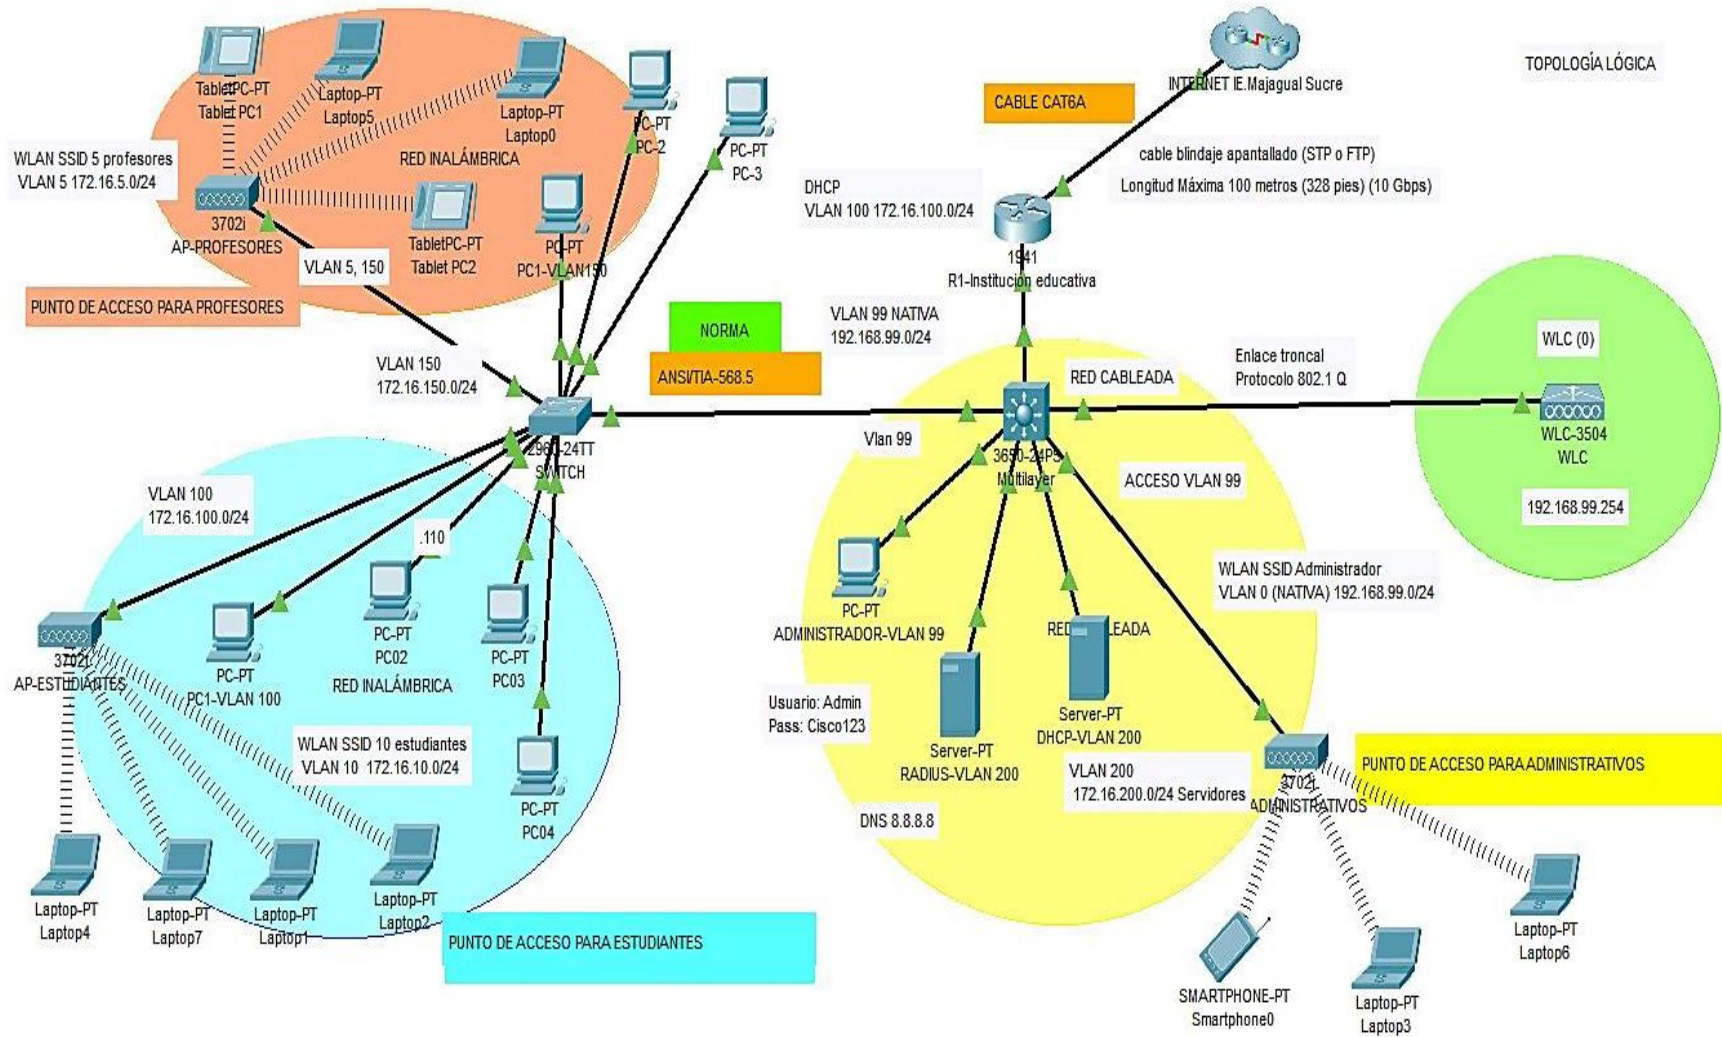 TOPOLOGÍA LÓGICA
INTERNET IE.Majagual Sucre
CABLE CAT6A
cable blindaje apantallado (STP o FTP)
Longitud Máxima 100 metros (328 pies) (10 Gbps)
TabletPC-PT
Tablet PC1
Laptop-PT
Laptop5
Laptop-PT
Laptop0
PC-PT
PC-2
PC-PT
PC-3
WLAN SSID 5 profesores
VLAN 5 172.16.5.0/24
RED INALÁMBRICA
3702i
AP-PROFESORES
TabletPC-PT
Tablet PC2
PC-PT
PC1-VLAN150
VLAN 5, 150
PUNTO DE ACCESO PARA PROFESORES
DHCP
VLAN 100 172.16.100.0/24
1941
R1-Institución educativa
NORMA
ANSI/TIA-568.5
VLAN 99 NATIVA
192.168.99.0/24
VLAN 150
172.16.150.0/24
RED CABLEADA
Enlace troncal
Protocolo 802.1 Q
WLC (0)
WLC-3504
WLC
192.168.99.254
2960-24TT
SWITCH
Vlan 99
3650-24PS
Multilayer
ACCESO VLAN 99
VLAN 100
172.16.100.0/24
.110
PC-PT
PC02
PC-PT
PC03
3702i
AP-ESTUDIANTES
PC-PT
PC1-VLAN 100
RED INALÁMBRICA
WLAN SSID 10 estudiantes
VLAN 10  172.16.10.0/24
PC-PT
PC04
Laptop-PT
Laptop4
Laptop-PT
Laptop7
Laptop-PT
Laptop1
Laptop-PT
Laptop2
PUNTO DE ACCESO PARA ESTUDIANTES
PC-PT
ADMINISTRADOR-VLAN 99
WLAN SSID Administrador
VLAN 0 (NATIVA) 192.168.99.0/24
Usuario: Admin
Pass: Cisco123
Server-PT
RADIUS-VLAN 200
Server-PT
DHCP-VLAN 200
VLAN 200
172.16.200.0/24 Servidores
DNS 8.8.8.8
3702i
ADMINISTRATIVOS
PUNTO DE ACCESO PARA ADMINISTRATIVOS
SMARTPHONE-PT
Smartphone0
Laptop-PT
Laptop3
Laptop-PT
Laptop6